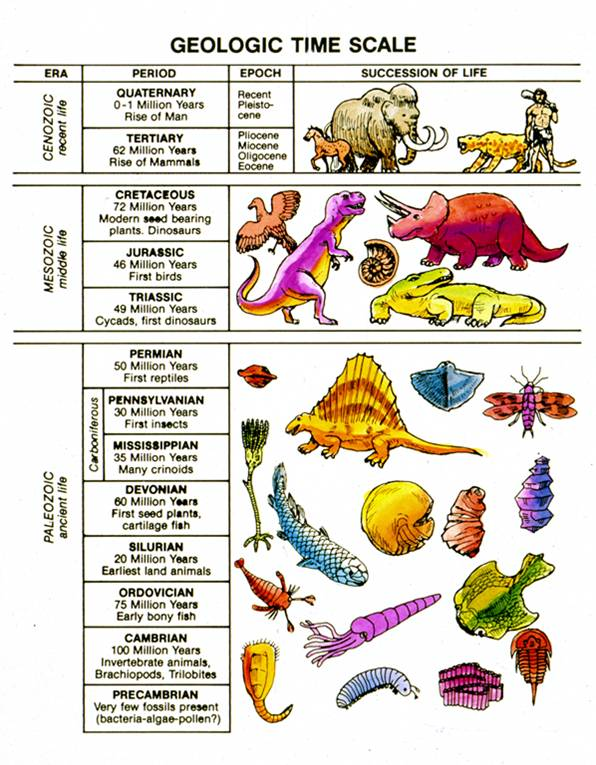 GEOLOGIC TIME SCALE
ERA
PERIOD
EPOCH
SUCCESSION OF LIFE
CENOZOIC
recent life
QUATERNARY
0-1 Million Years
Rise of Man
Recent
Pleisto-
cene
TERTIARY
62 Million Years
Rise of Mammals
Pliocene
Miocene
Oligocene
Eocene
MESOZOIC
middle life
CRETACEOUS
72 Million Years
Modern seed bearing
plants. Dinosaurs
JURASSIC
46 Million Years
First birds
TRIASSIC
49 Million Years
Cycads, first dinosaurs
PALEOZOIC
ancient life
PERMIAN
50 Million Years
First reptiles
Carboniferous
PENNSYLVANIAN
30 Million Years
First insects
MISSISSIPPIAN
35 Million Years
Many crinoids
DEVONIAN
60 Million Years
First seed plants,
cartilage fish
SILURIAN
20 Million Years
Earliest land animals
ORDOVICIAN
75 Million Years
Early bony fish
CAMBRIAN
100 Million Years
Invertebrate animals,
Brachiopods, Trilobites
PRECAMBRIAN
Very few fossils present
(bacteria-algae-pollen?)